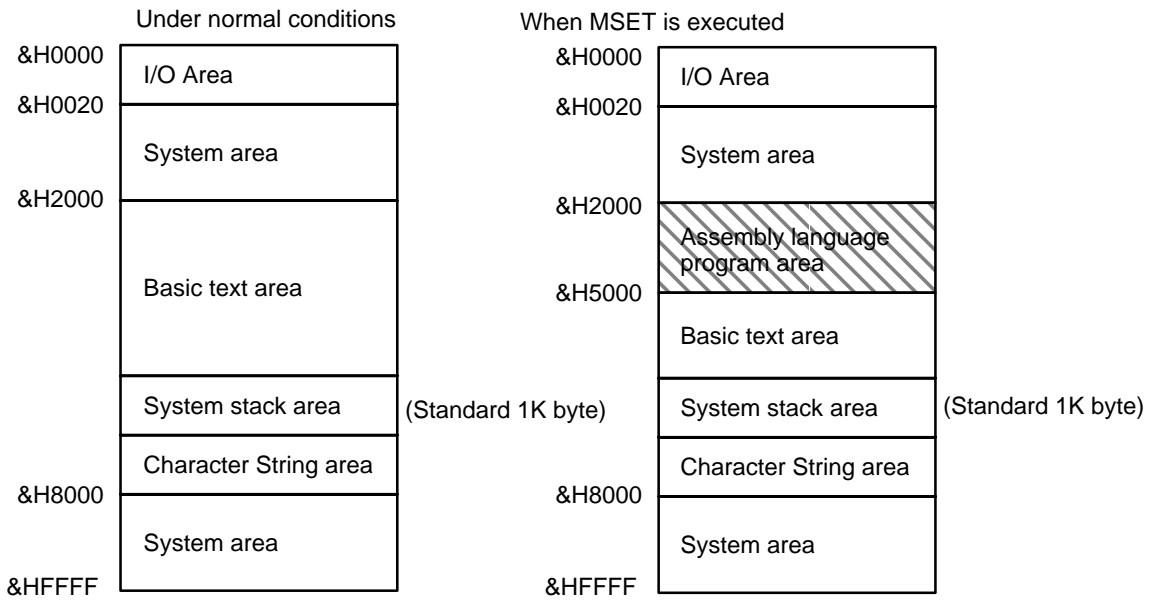 Under normal conditions
&H0000
I/O Area
&H0020
System area
&H2000
Basic text area
System stack area
(Standard 1K byte)
Character String area
&H8000
System area
&HFFFF
When MSET is executed
&H0000
I/O Area
&H0020
System area
&H2000
Assembly language
program area
&H5000
Basic text area
System stack area
(Standard 1K byte)
Character String area
&H8000
System area
&HFFFF